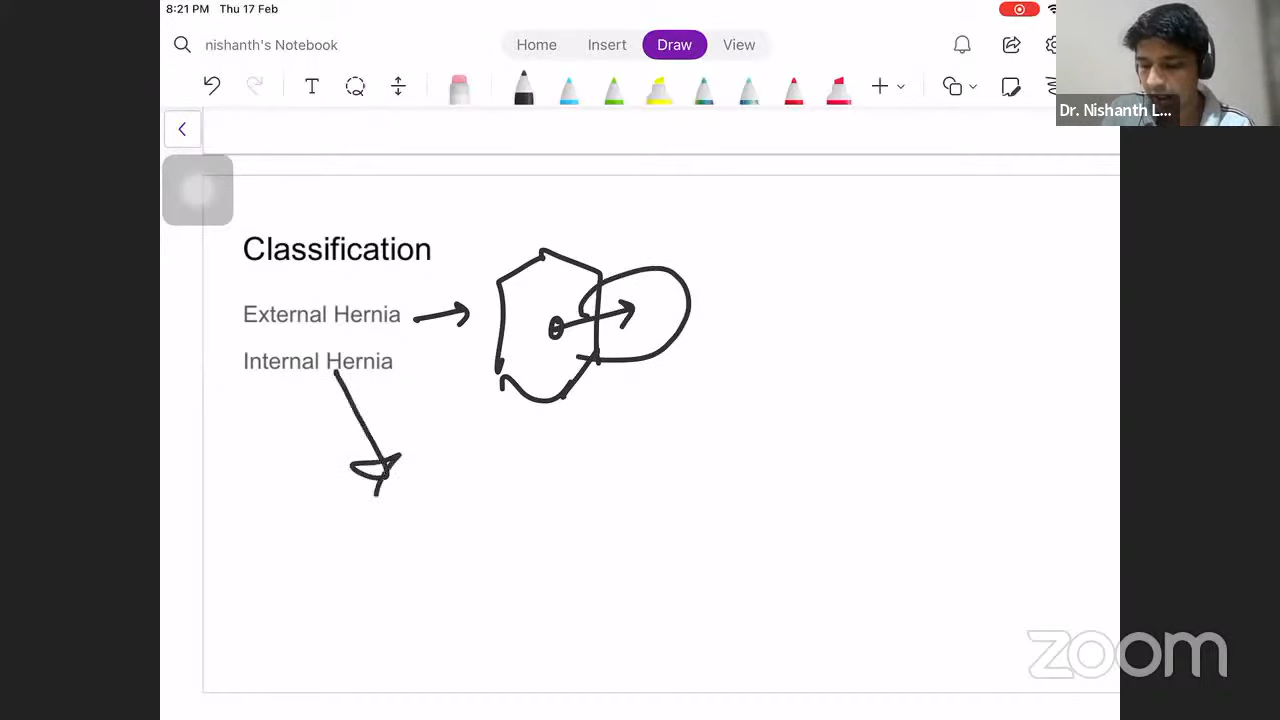 8:21 PM Thu 17 Feb
nishanth's Notebook
Home Insert Draw View
T
Dr. Nishanth L...
Classification
External Hernia
Internal Hernia
zoom